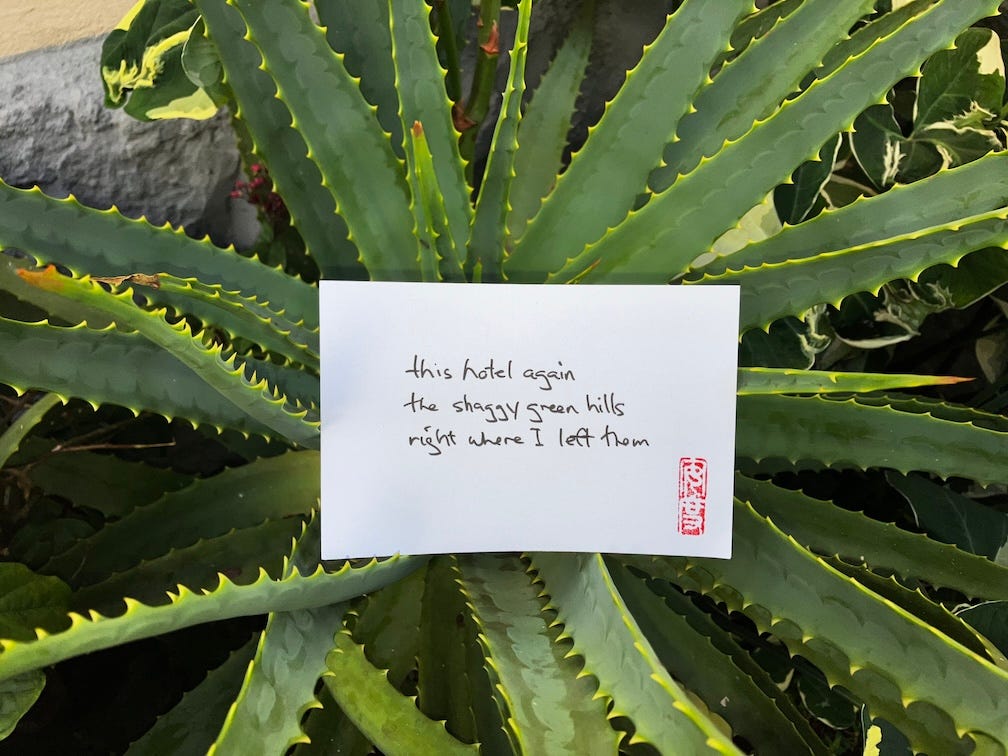 this hotel again
the shaggy green hills
right where I left them